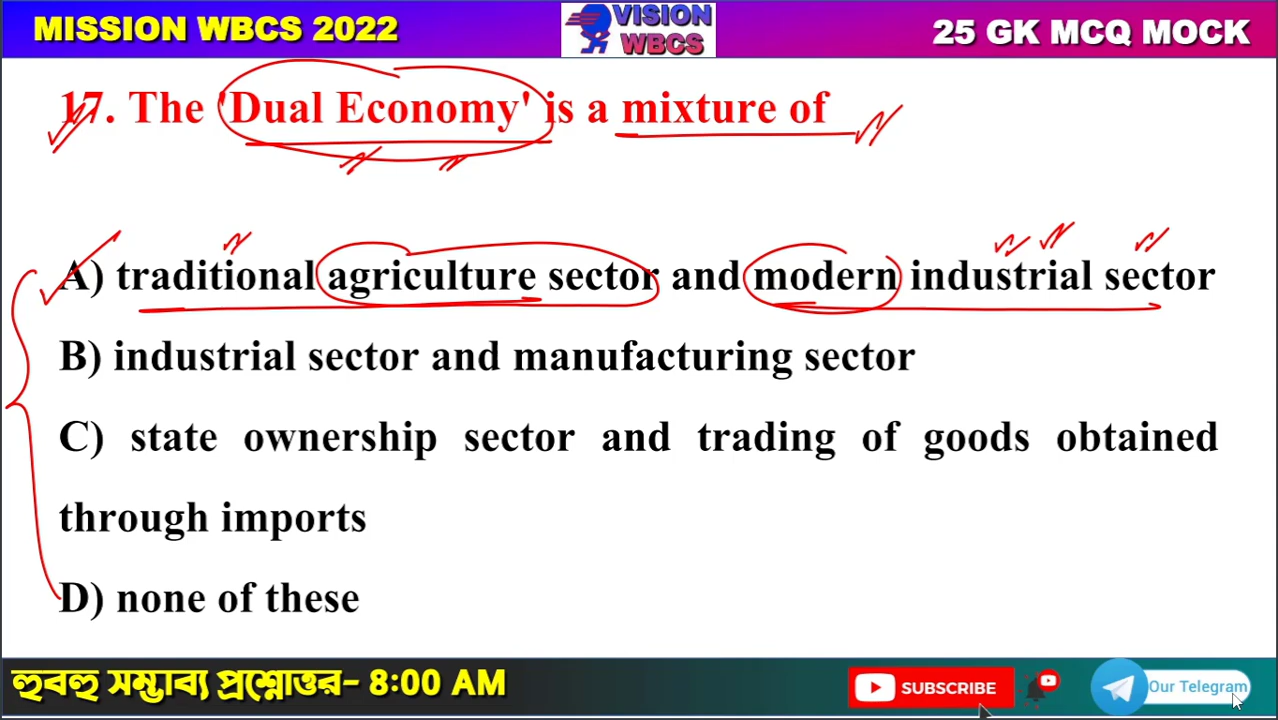 MISSION WBCS 2022
VISION
WBCS
25 GK MCQ MOCK
17. The 'Dual Economy' is a mixture of
A) traditional agriculture sector and modern industrial sector
B) industrial sector and manufacturing sector
C) state ownership sector and trading of goods obtained
through imports
D) none of these
হুবহু সম্ভাব্য প্রশ্নোত্তর- 8:00 AM
SUBSCRIBE
Our Telegram